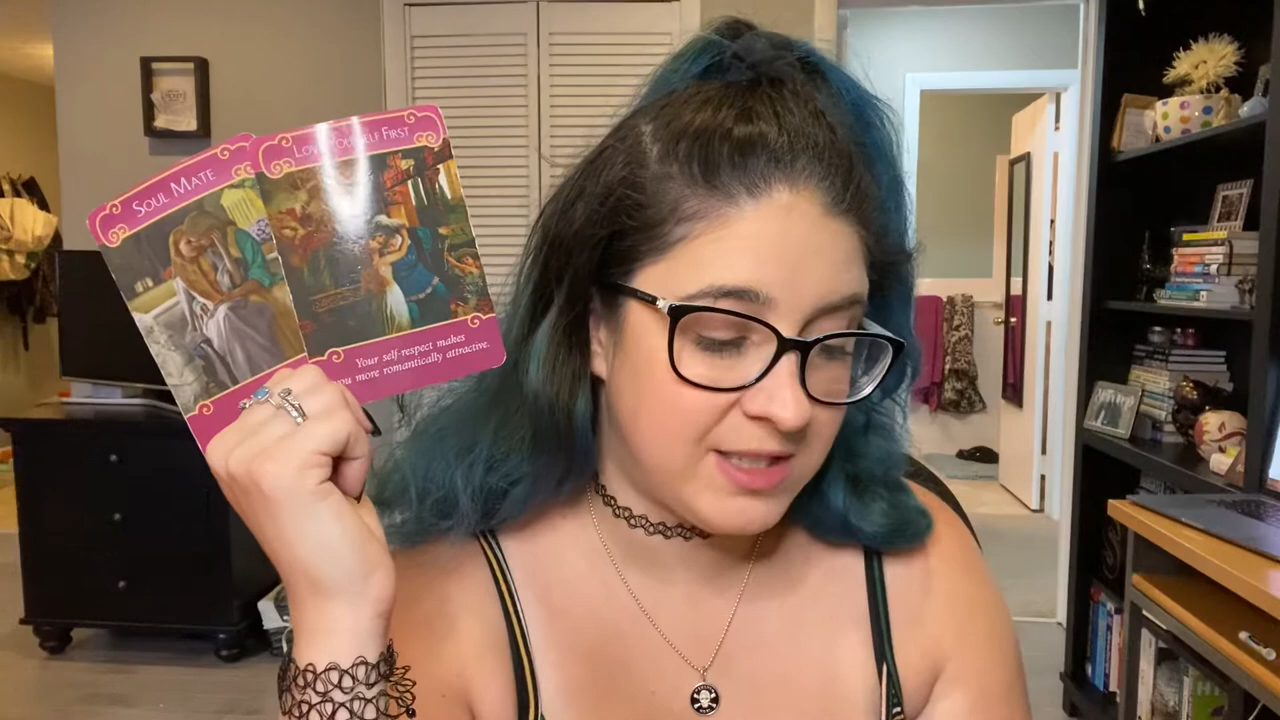 SOUL MATE
LOVE YOURSELF FIRST
Your self-respect makes
you more romantically attractive.